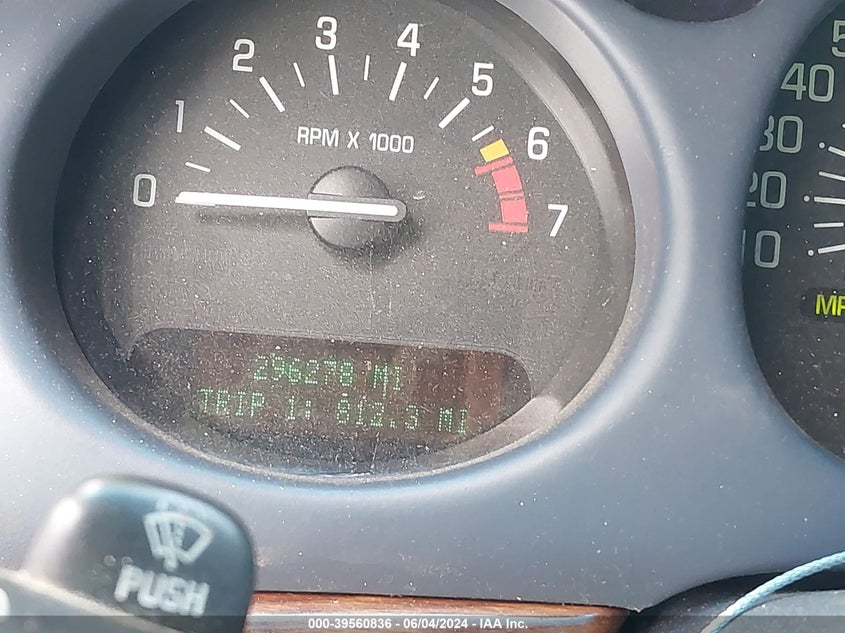 0 1 2 3 4 5 6 7
RPM X 1000
296278 MI
TRIP 1: 812.3 MI
40
30
20
10
PUSH
000-39560836 - 06/04/2024 - IAA Inc.